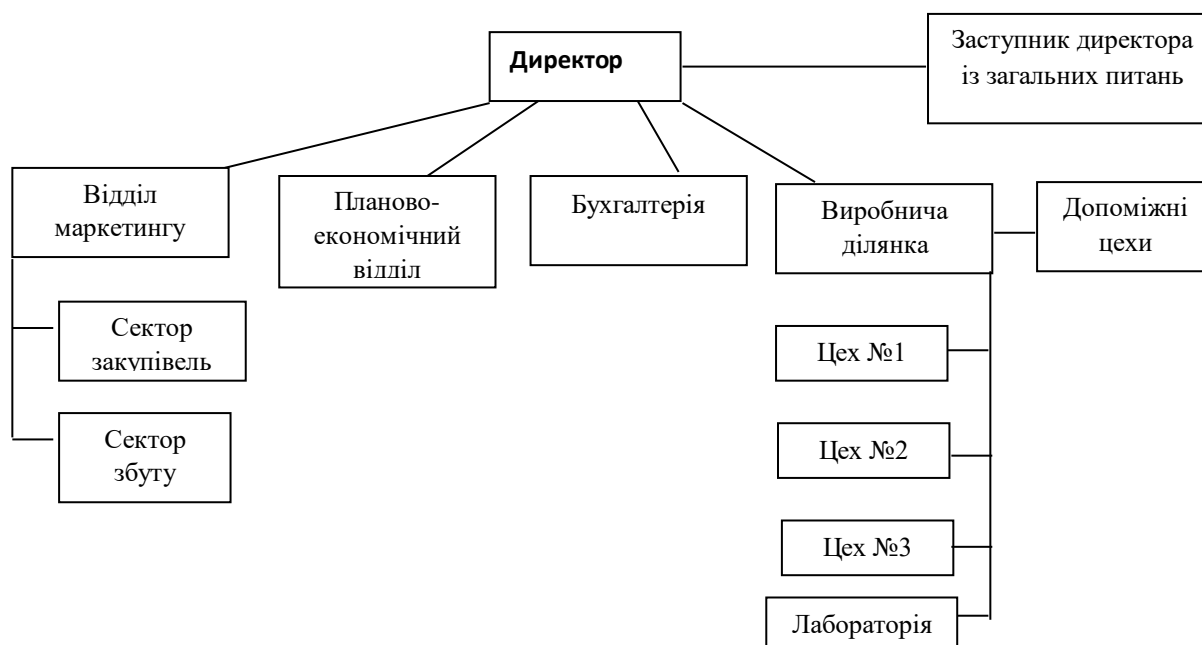 Директор
Заступник директора
із загальних питань
Відділ
маркетингу
Планово-
економічний
відділ
Бухгалтерія
Виробнича
ділянка
Допоміжні
цехи
Сектор
закупівель
Сектор
збуту
Цех №1
Цех №2
Цех №3
Лабораторія